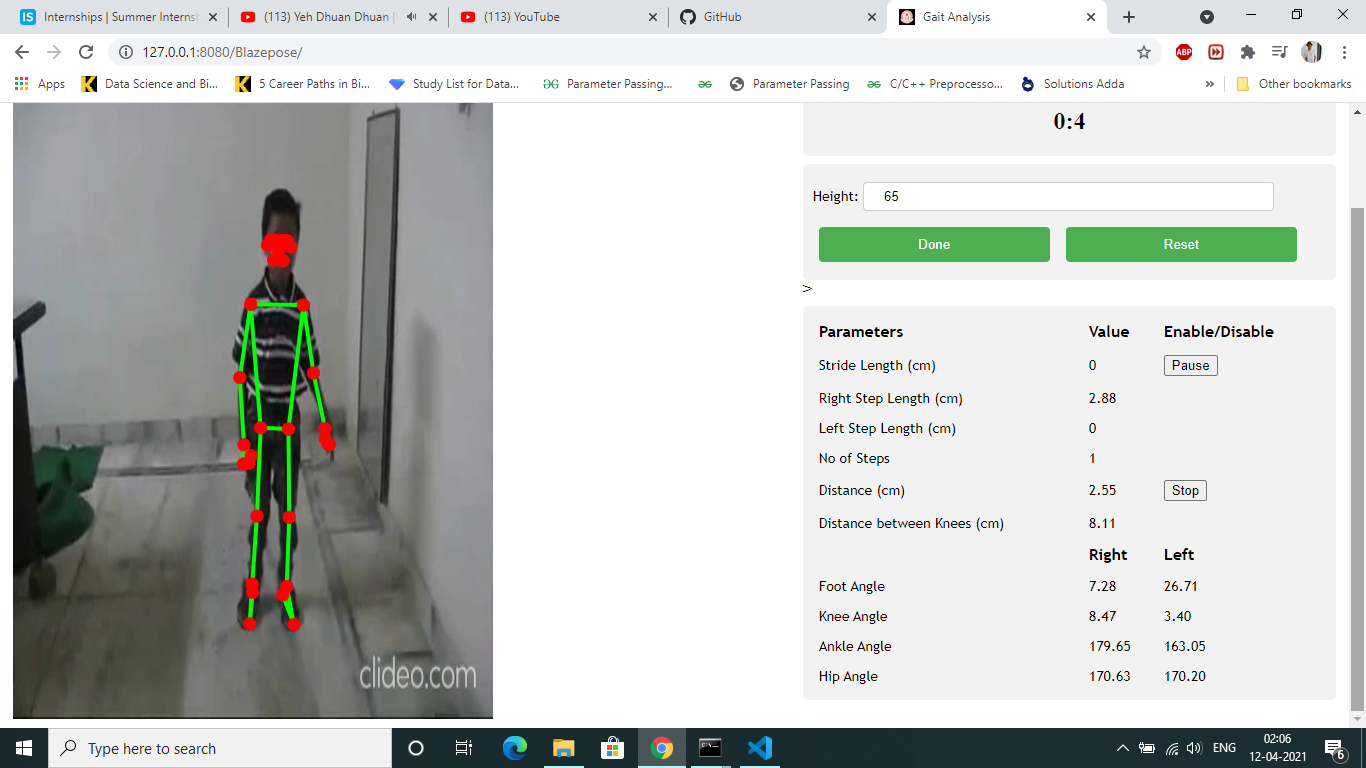 Internships | Summer Internsh
(113) Yeh Dhuan Dhuan
(113) YouTube
GitHub
Gait Analysis
127.0.0.1:8080/Blazepose/
ABP
Apps
Data Science and Bi...
5 Career Paths in Bi...
Study List for Data...
Parameter Passing...
Parameter Passing
C/C++ Preprocesso...
Solutions Adda
»
Other bookmarks
0:4
Height: 65
Done Reset
>
Parameters Value Enable/Disable
Stride Length (cm) 0 Pause
Right Step Length (cm) 2.88
Left Step Length (cm) 0
No of Steps 1
Distance (cm) 2.55 Stop
Distance between Knees (cm) 8.11
Right Left
Foot Angle 7.28 26.71
Knee Angle 8.47 3.40
Ankle Angle 179.65 163.05
Hip Angle 170.63 170.20
clideo.com
Type here to search
ENG
02:06
12-04-2021
6